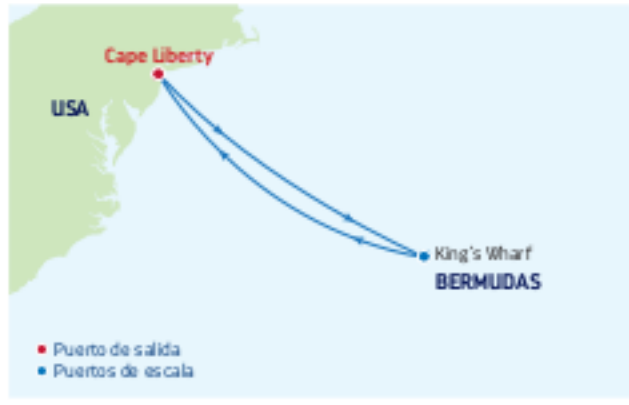 Cape Liberty
USA
King's Wharf
BERMUDAS
Puerto de salida
Puertos de escala